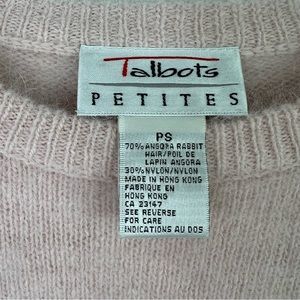 Talbots
PETITES
PS
70% ANGORA RABBIT
HAIR/POIL DE
LAPIN ANGORA
30% NYLON/NYLON
MADE IN HONG KONG
FABRIQUE EN
HONG KONG
CA 23147
SEE REVERSE
FOR CARE
INDICATIONS AU DOS